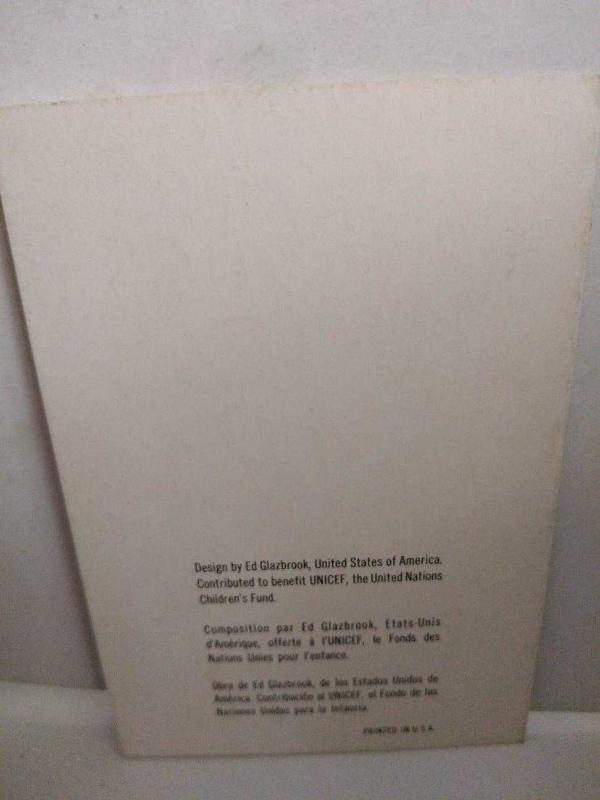 Design by Ed Glazbrook, United States of America.
Contributed to benefit UNICEF, the United Nations
Children's Fund.
Composition par Ed Glazbrook, Etats-Unis
d'Amérique, offerte à l'UNICEF, le Fonds des
Nations Unies pour l'enfance.
Obra de Ed Glazbrook, de los Estados Unidos de
América. Contribución al UNICEF, el Fondo de las
Naciones Unidas para la Infancia.
PRINTED IN U.S.A.